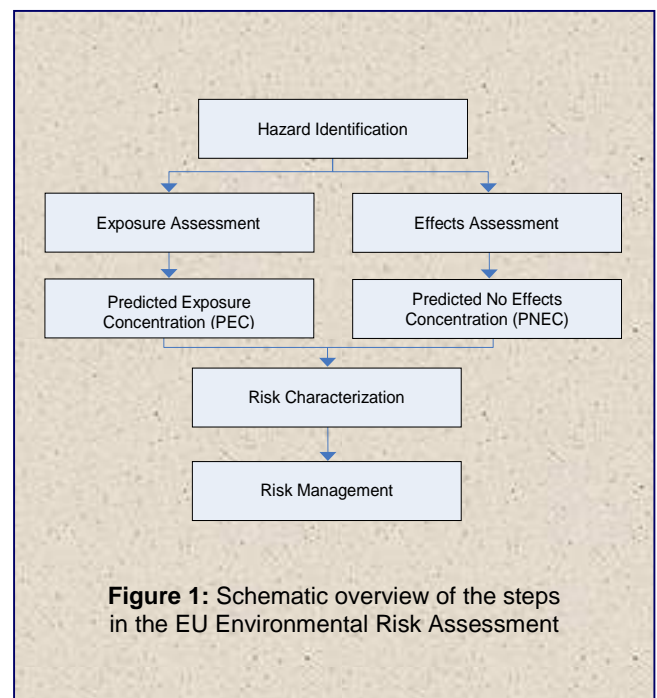 Hazard Identification
Exposure Assessment
Effects Assessment
Predicted Exposure
Concentration (PEC)
Predicted No Effects
Concentration (PNEC)
Risk Characterization
Risk Management
Figure 1: Schematic overview of the steps
in the EU Environmental Risk Assessment